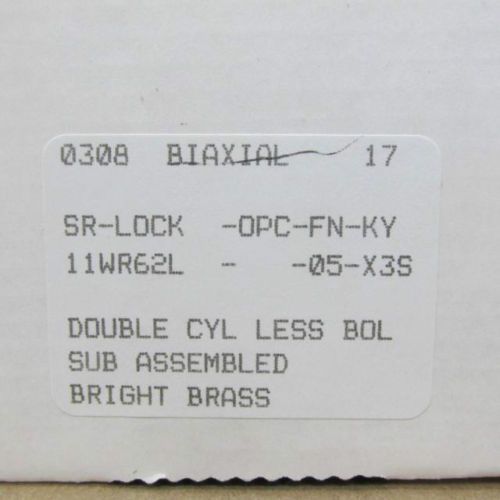 0308 BIAXIAL 17
SR-LOCK -OPC-FN-KY
11WR62L - -05-X3S
DOUBLE CYL LESS BOL
SUB ASSEMBLED
BRIGHT BRASS